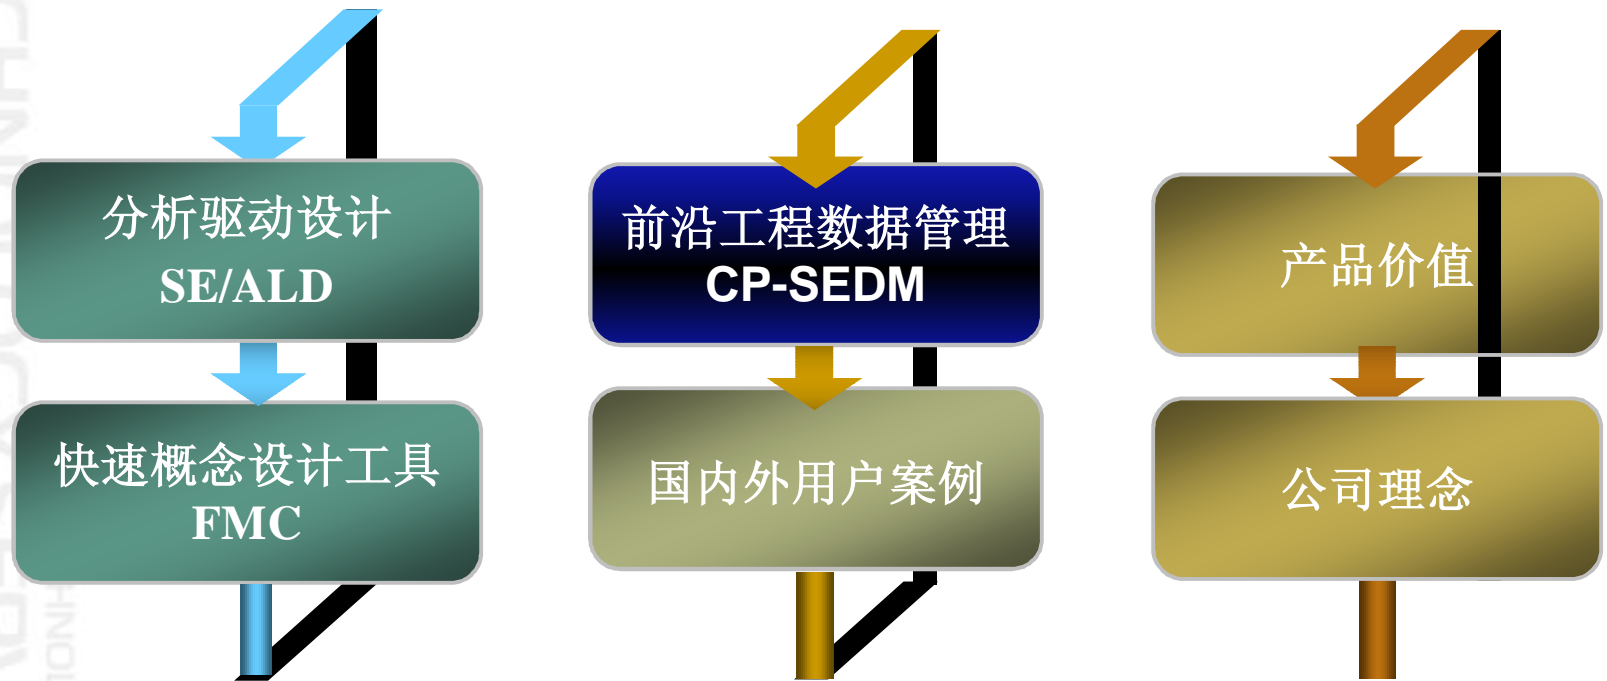 分析驱动设计
SE/ALD
快速概念设计工具
FMC
前沿工程数据管理
CP-SEDM
国内外用户案例
产品价值
公司理念